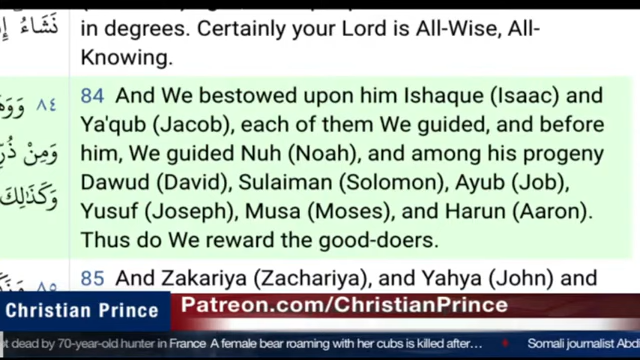 نَشَاءُ
in degrees. Certainly your Lord is All-Wise, All-
Knowing.
٨٤
84 And We bestowed upon him Ishaque (Isaac) and
Ya'qub (Jacob), each of them We guided, and before
وَمِنْ
him, We guided Nuh (Noah), and among his progeny
وَكَذَٰلِكَ
Dawud (David), Sulaiman (Solomon), Ayub (Job),
Yusuf (Joseph), Musa (Moses), and Harun (Aaron).
Thus do We reward the good-doers.
٨٥
85 And Zakariya (Zachariya), and Yahya (John) and
Christian Prince
Patreon.com/ChristianPrince
dead by 70-year-old hunter in France A female bear roaming with her cubs is killed after… Somali journalist Abd